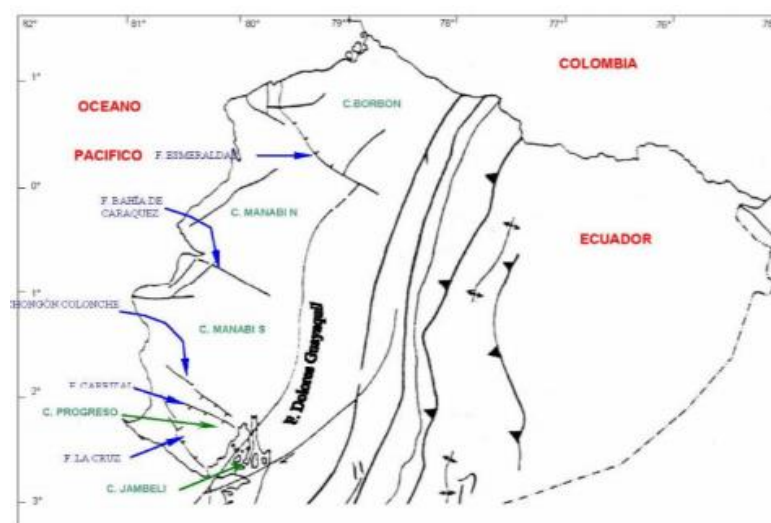 82° 81° 80° 79° 78° 77° 76°
1°
COLOMBIA
OCEANO
C.BORBON
PACIFICO
F. ESMERALDAS
0°
F. BAHÍA DE
CARAQUEZ
C. MANABI N
ECUADOR
1°
CHONGÓN COLONCHE
C. MANABI S
F. Dolores Guayaquil
2°
F. CARRIZAL
C. PROGRESO
F. LA CRUZ
C. JAMBELI
3°